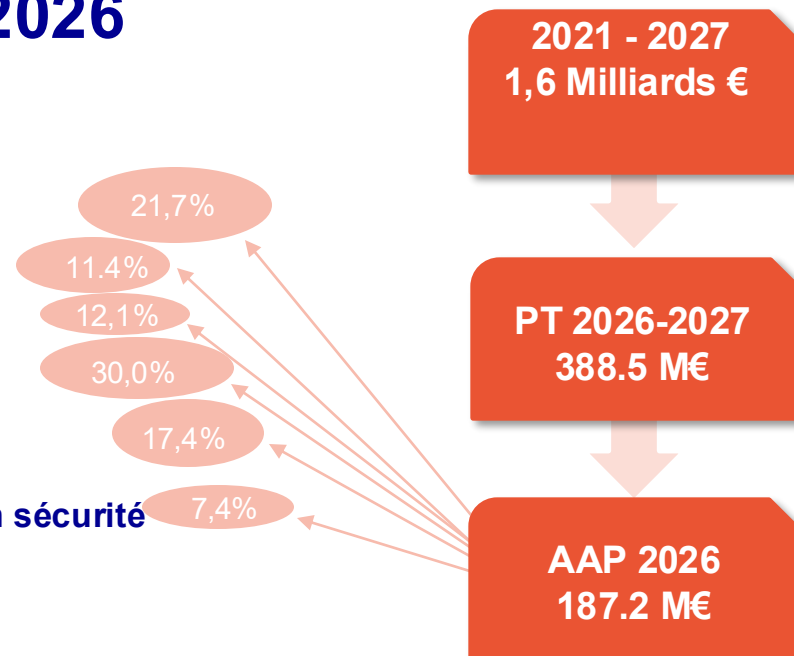 2026
2021 - 2027
1,6 Milliards €
21,7%
11.4%
12,1%
30,0%
17,4%
sécurité
7,4%
PT 2026-2027
388.5 M€
AAP 2026
187.2 M€